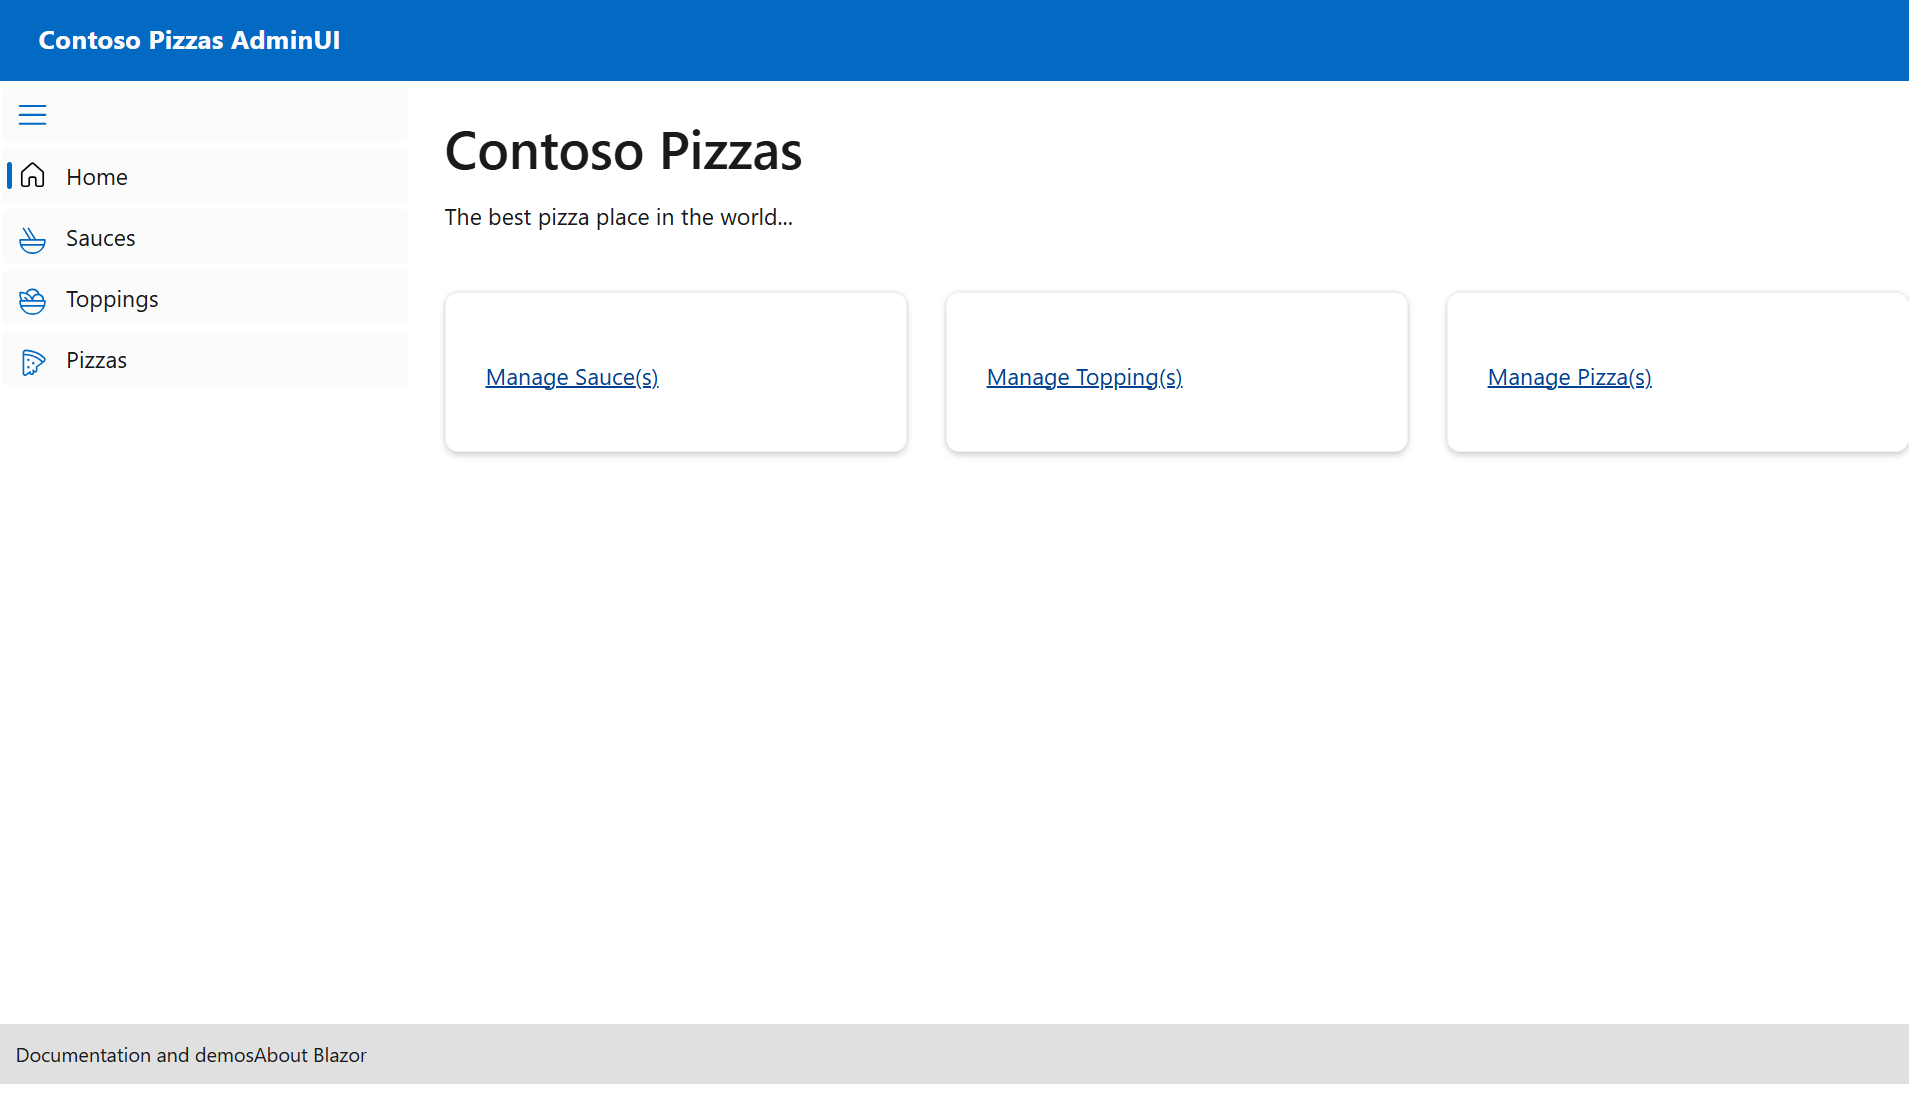 Contoso Pizzas AdminUI
Home
Sauces
Toppings
Pizzas
Contoso Pizzas
The best pizza place in the world...
Manage Sauce(s)
Manage Topping(s)
Manage Pizza(s)
Documentation and demosAbout Blazor